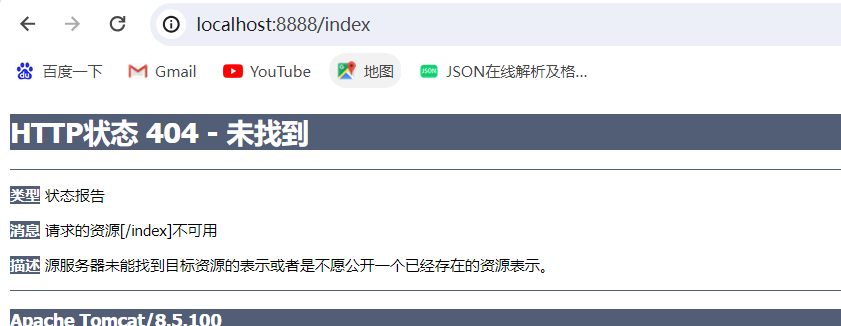 localhost:8888/index
百度一下 Gmail YouTube 地图 JSON JSON在线解析及格...
HTTP状态 404 - 未找到
类型 状态报告
消息 请求的资源[/index]不可用
描述 源服务器未能找到目标资源的表示或者是不愿公开一个已经存在的资源表示。
Apache Tomcat/8.5.100